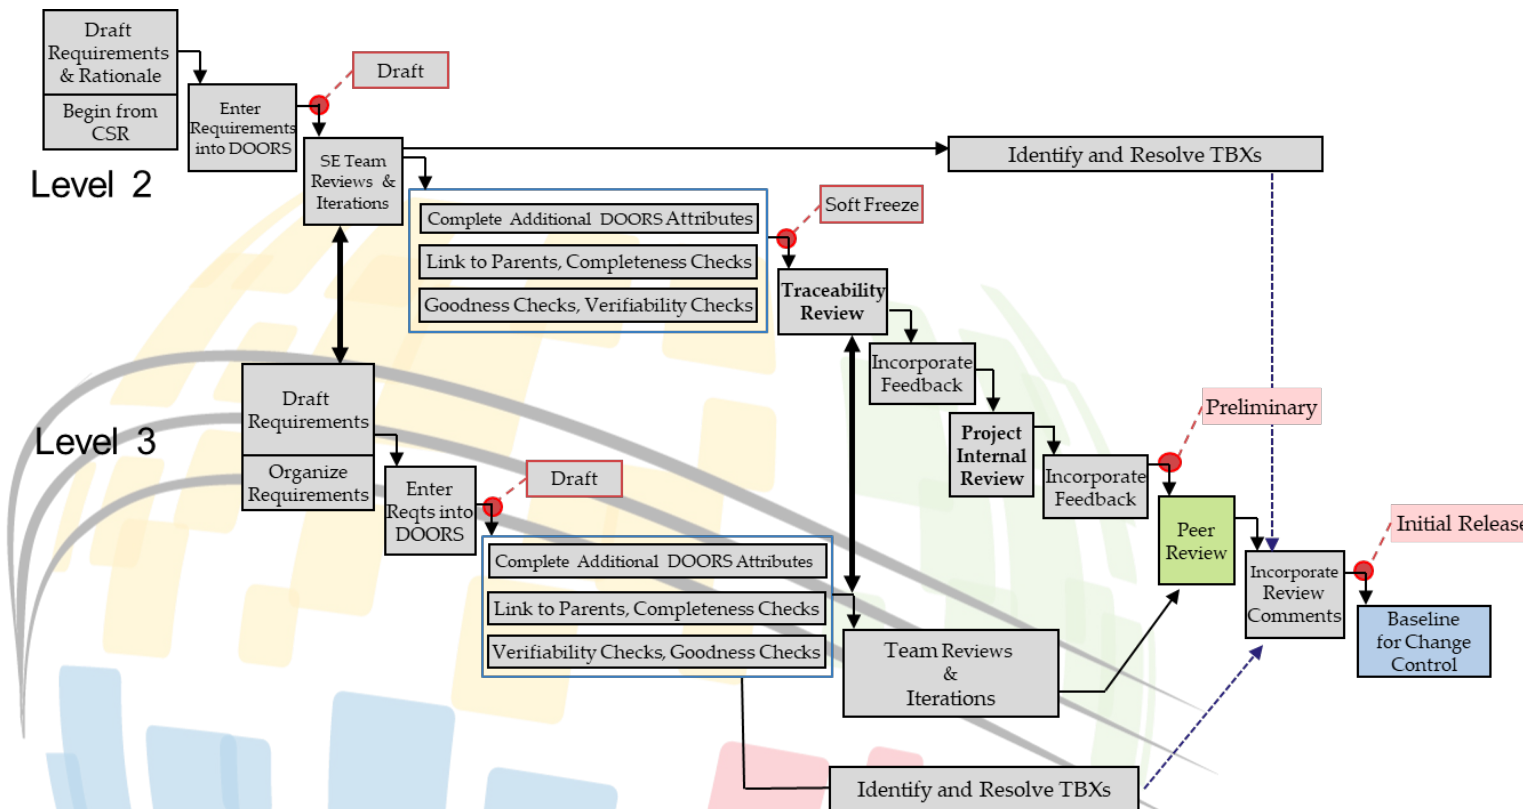 Draft
Requirements
& Rationale
Begin from
CSR
Enter
Requirements
into DOORS
Draft
SE Team
Reviews &
Iterations
Identify and Resolve TBXs
Level 2
Complete Additional DOORS Attributes
Link to Parents, Completeness Checks
Goodness Checks, Verifiability Checks
Soft Freeze
Traceability
Review
Incorporate
Feedback
Project
Internal
Review
Incorporate
Feedback
Preliminary
Peer
Review
Incorporate
Review
Comments
Initial Release
Baseline
for Change
Control
Level 3
Draft
Requirements
Organize
Requirements
Enter
Reqts into
DOORS
Draft
Complete Additional DOORS Attributes
Link to Parents, Completeness Checks
Verifiability Checks, Goodness Checks
Team Reviews
&
Iterations
Identify and Resolve TBXs